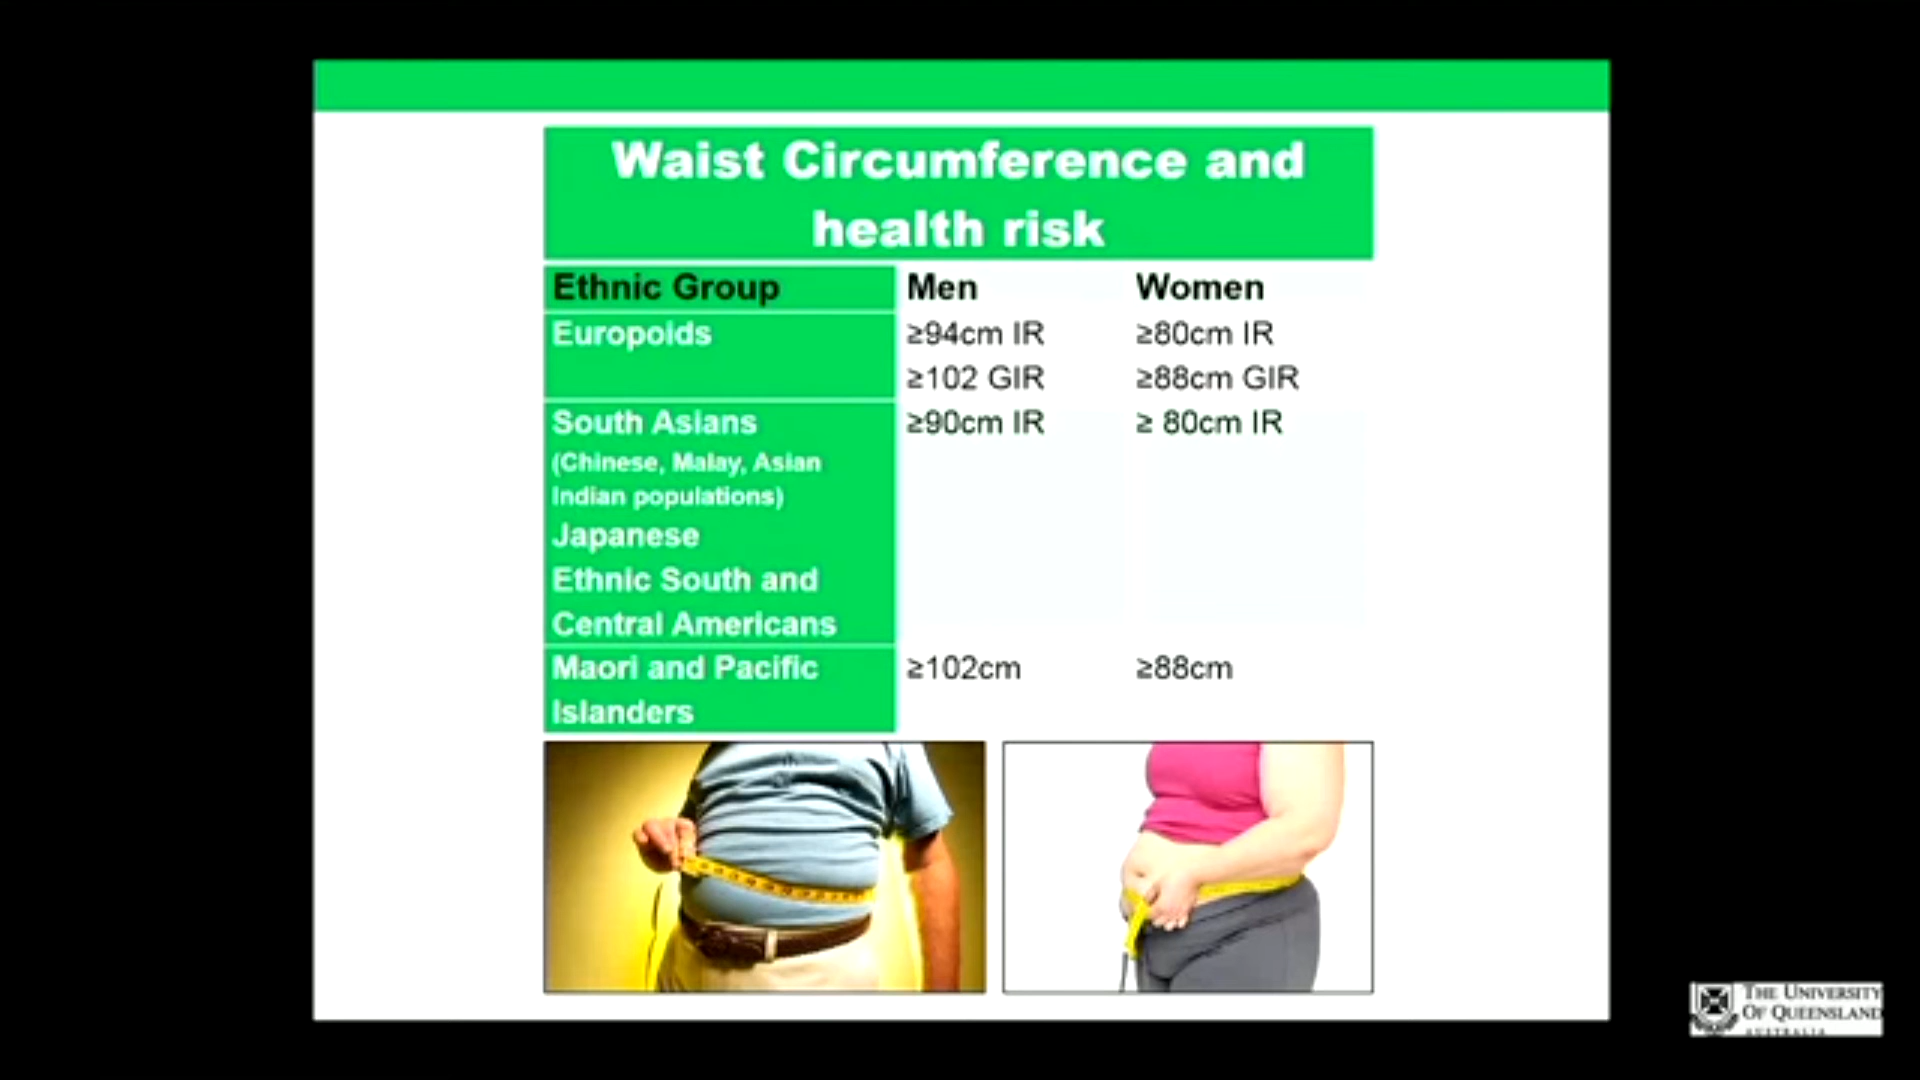 Waist Circumference and
health risk
Ethnic Group Men Women
Europoids ≥94cm IR ≥80cm IR
≥102 GIR ≥88cm GIR
South Asians ≥90cm IR ≥ 80cm IR
(Chinese, Malay, Asian
Indian populations)
Japanese
Ethnic South and
Central Americans
Maori and Pacific ≥102cm ≥88cm
Islanders
THE UNIVERSITY
OF QUEENSLAND
AUSTRALIA